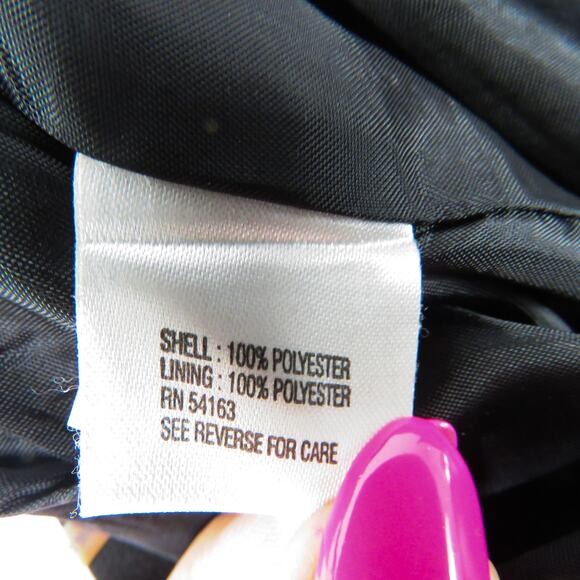 SHELL : 100% POLYESTER
LINING : 100% POLYESTER
RN 54163
SEE REVERSE FOR CARE